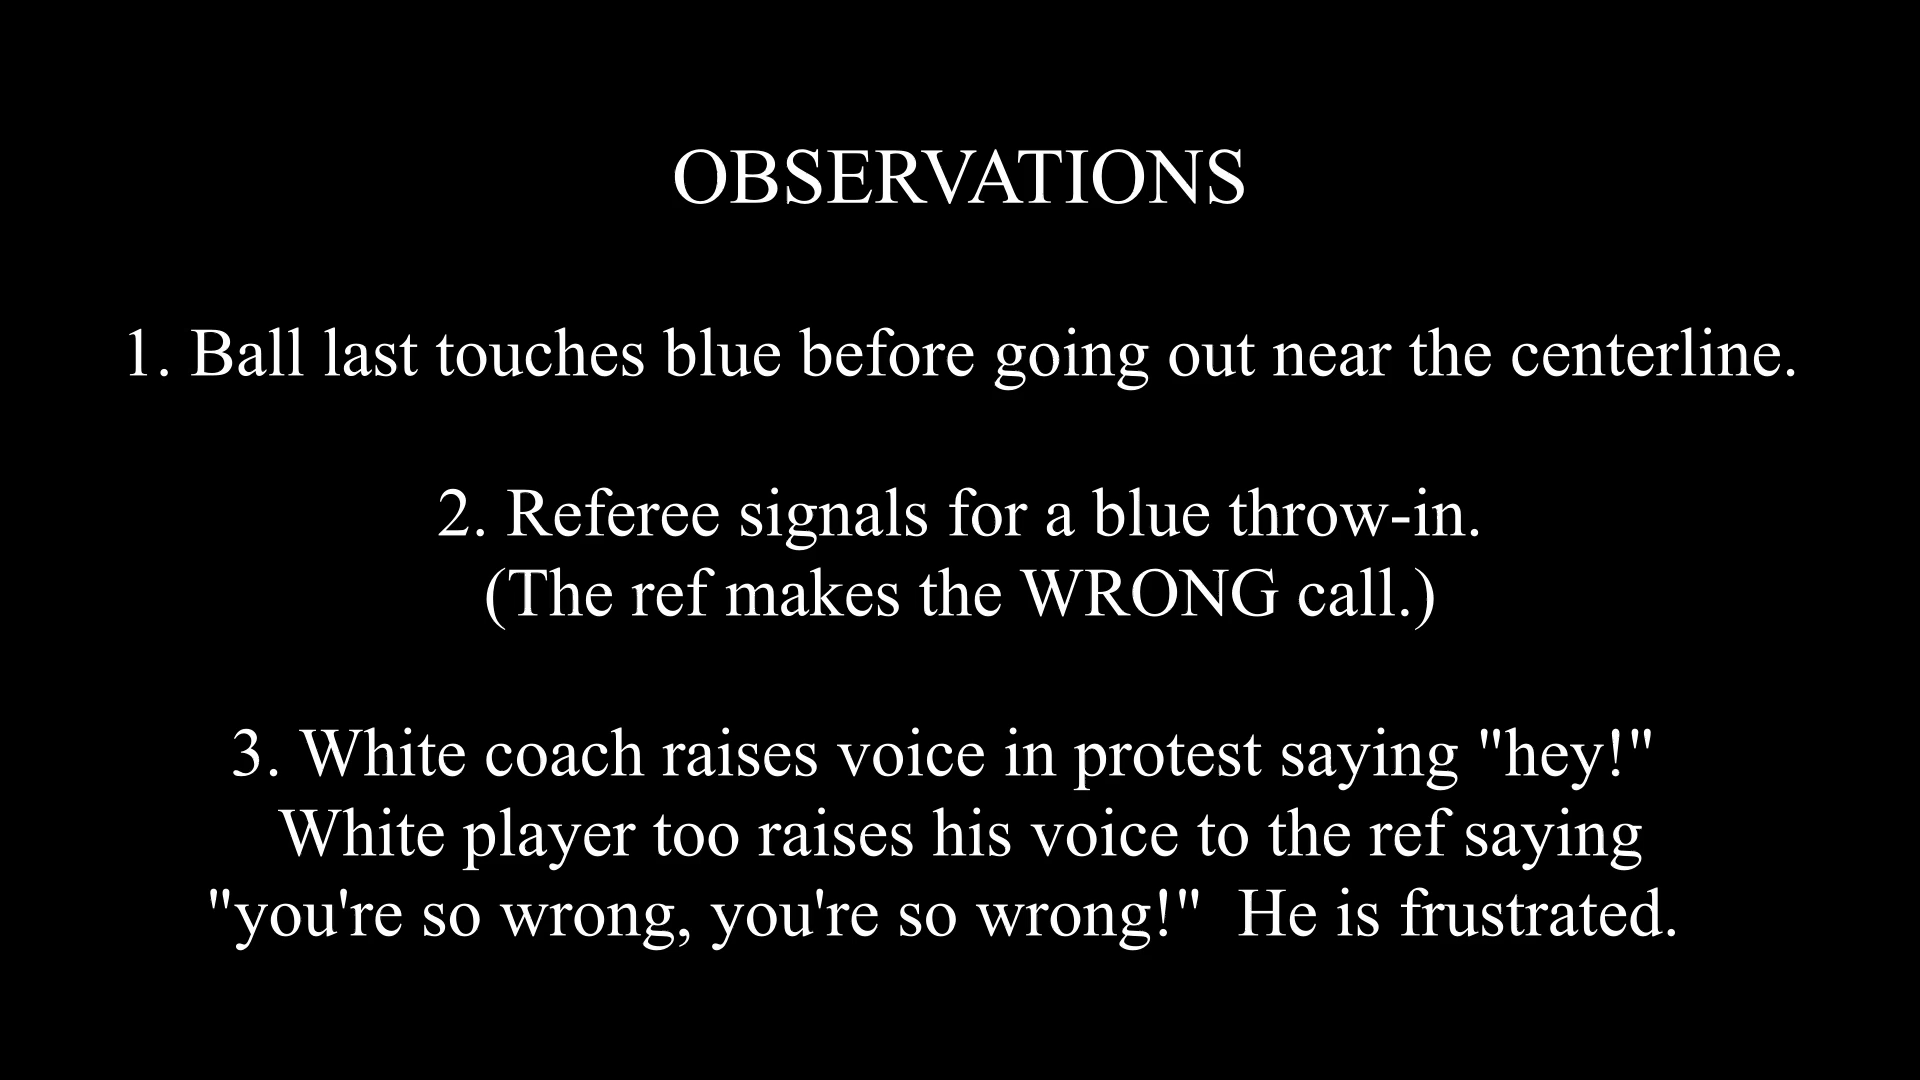 OBSERVATIONS
1. Ball last touches blue before going out near the centerline.
2. Referee signals for a blue throw-in.
(The ref makes the WRONG call.)
3. White coach raises voice in protest saying "hey!"
White player too raises his voice to the ref saying
"you're so wrong, you're so wrong!"  He is frustrated.